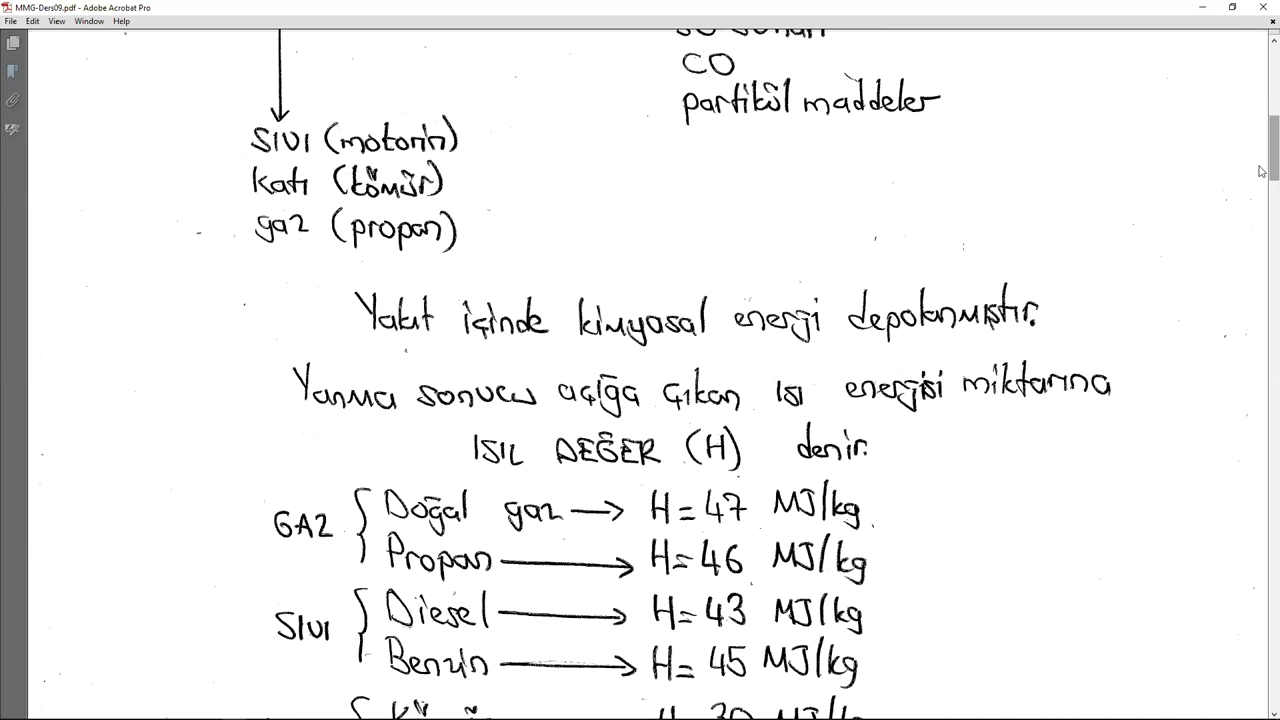 MMG-Ders09.pdf - Adobe Acrobat Pro
File Edit View Window Help
CO
partikül maddeler
SIVI (motorin)
katı (kömür)
gaz (propan)
Yakıt içinde kimyasal enerji depolanmıştır.
Yanma sonucu açığa çıkan ısı enerjisi miktarına
ISIL DEĞER (H) denir.
GAZ { Doğal gaz → H = 47 MJ/kg
Propan → H = 46 MJ/kg
SIVI { Diesel → H = 43 MJ/kg
Benzin → H = 45 MJ/kg